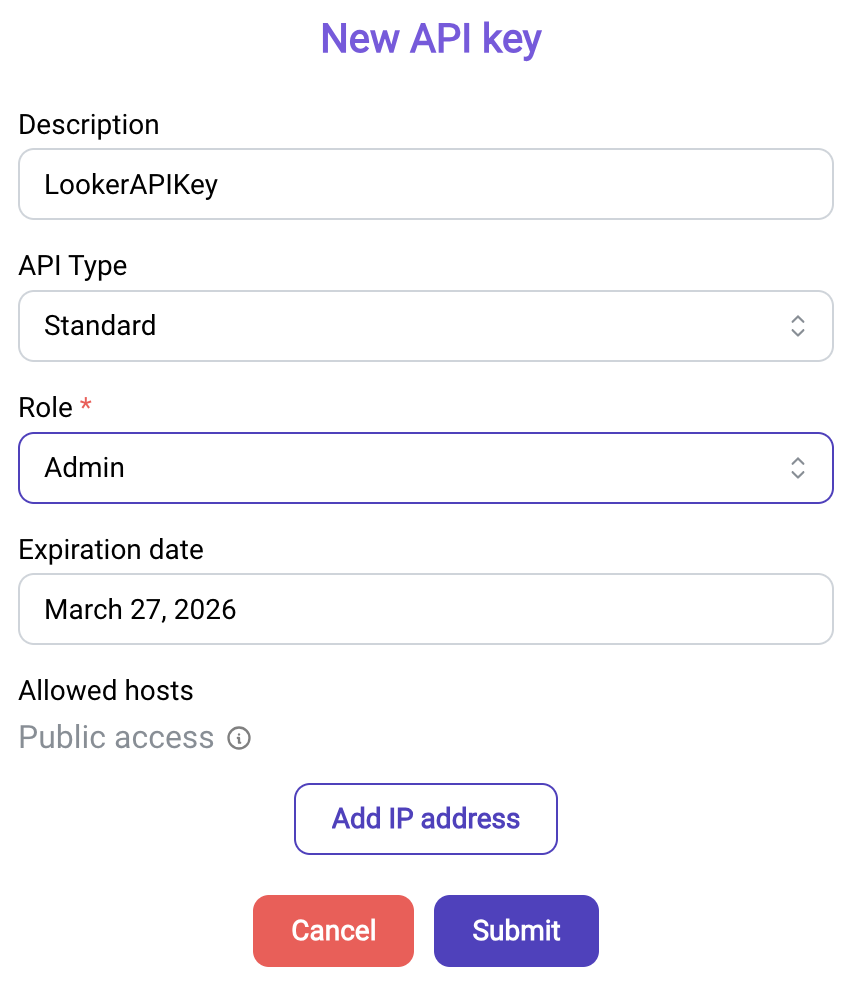 New API key
Description
LookerAPIKey
API Type
Standard
Role *
Admin
Expiration date
March 27, 2026
Allowed hosts
Public access
Add IP address
Cancel Submit